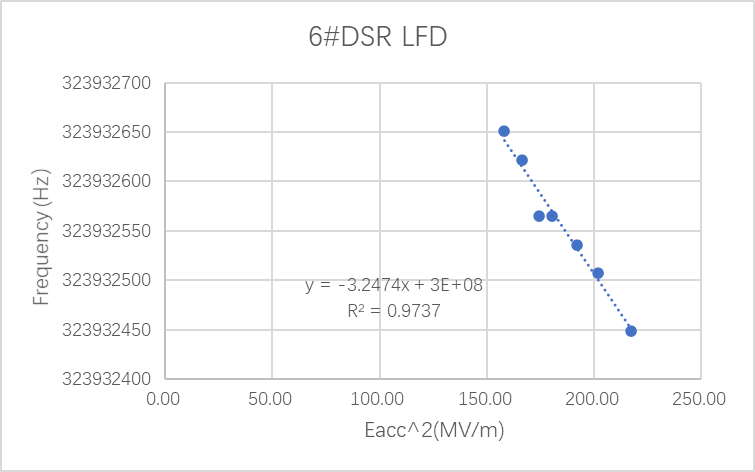 6#DSR LFD
323932700
323932650
323932600
323932550
323932500
323932450
323932400
Frequency (Hz)
y = -3.2474x + 3E+08
R² = 0.9737
0.00 50.00 100.00 150.00 200.00 250.00
Eacc^2(MV/m)